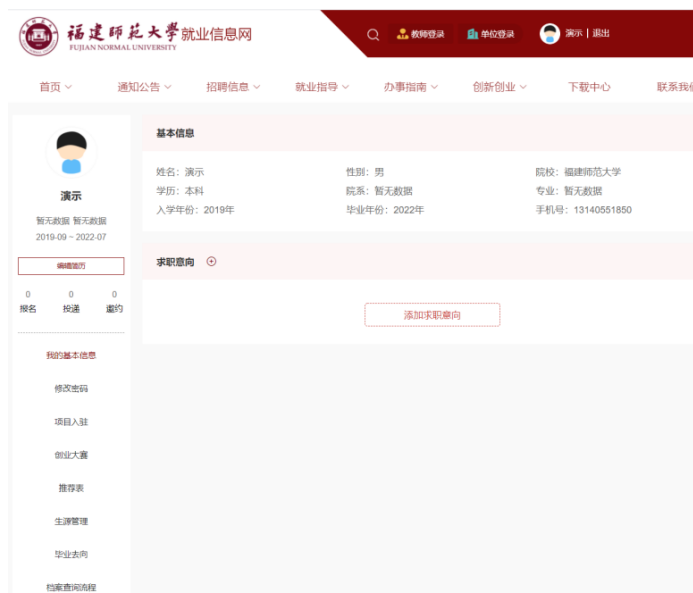 福建师范大学就业信息网
FUJIAN NORMAL UNIVERSITY
教师登录 单位登录 演示 | 退出
首页 通知公告 招聘信息 就业指导 办事指南 创新创业 下载中心 联系我们
演示
暂无数据 暂无数据
2019-09 ~ 2022-07
编辑简历
0 0 0
报名 投递 邀约
我的基本信息
修改密码
项目入驻
创业大赛
推荐表
生源管理
毕业去向
档案查询流程
基本信息
姓名：演示 性别：男 院校：福建师范大学
学历：本科 院系：暂无数据 专业：暂无数据
入学年份：2019年 毕业年份：2022年 手机号：13140551850
求职意向
添加求职意向